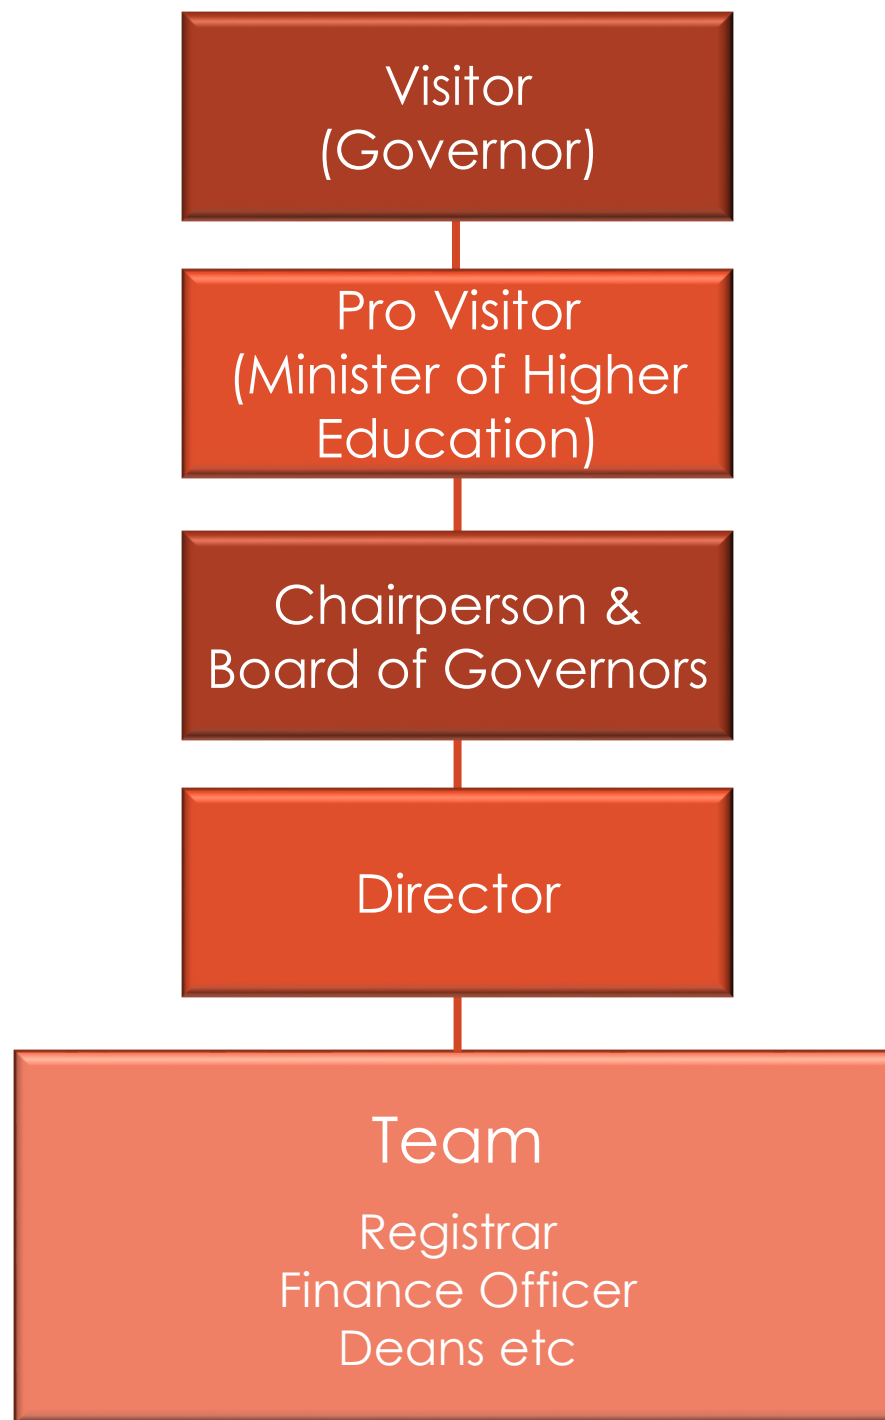 Visitor
(Governor)
Pro Visitor
(Minister of Higher
Education)
Chairperson &
Board of Governors
Director
Team
Registrar
Finance Officer
Deans etc